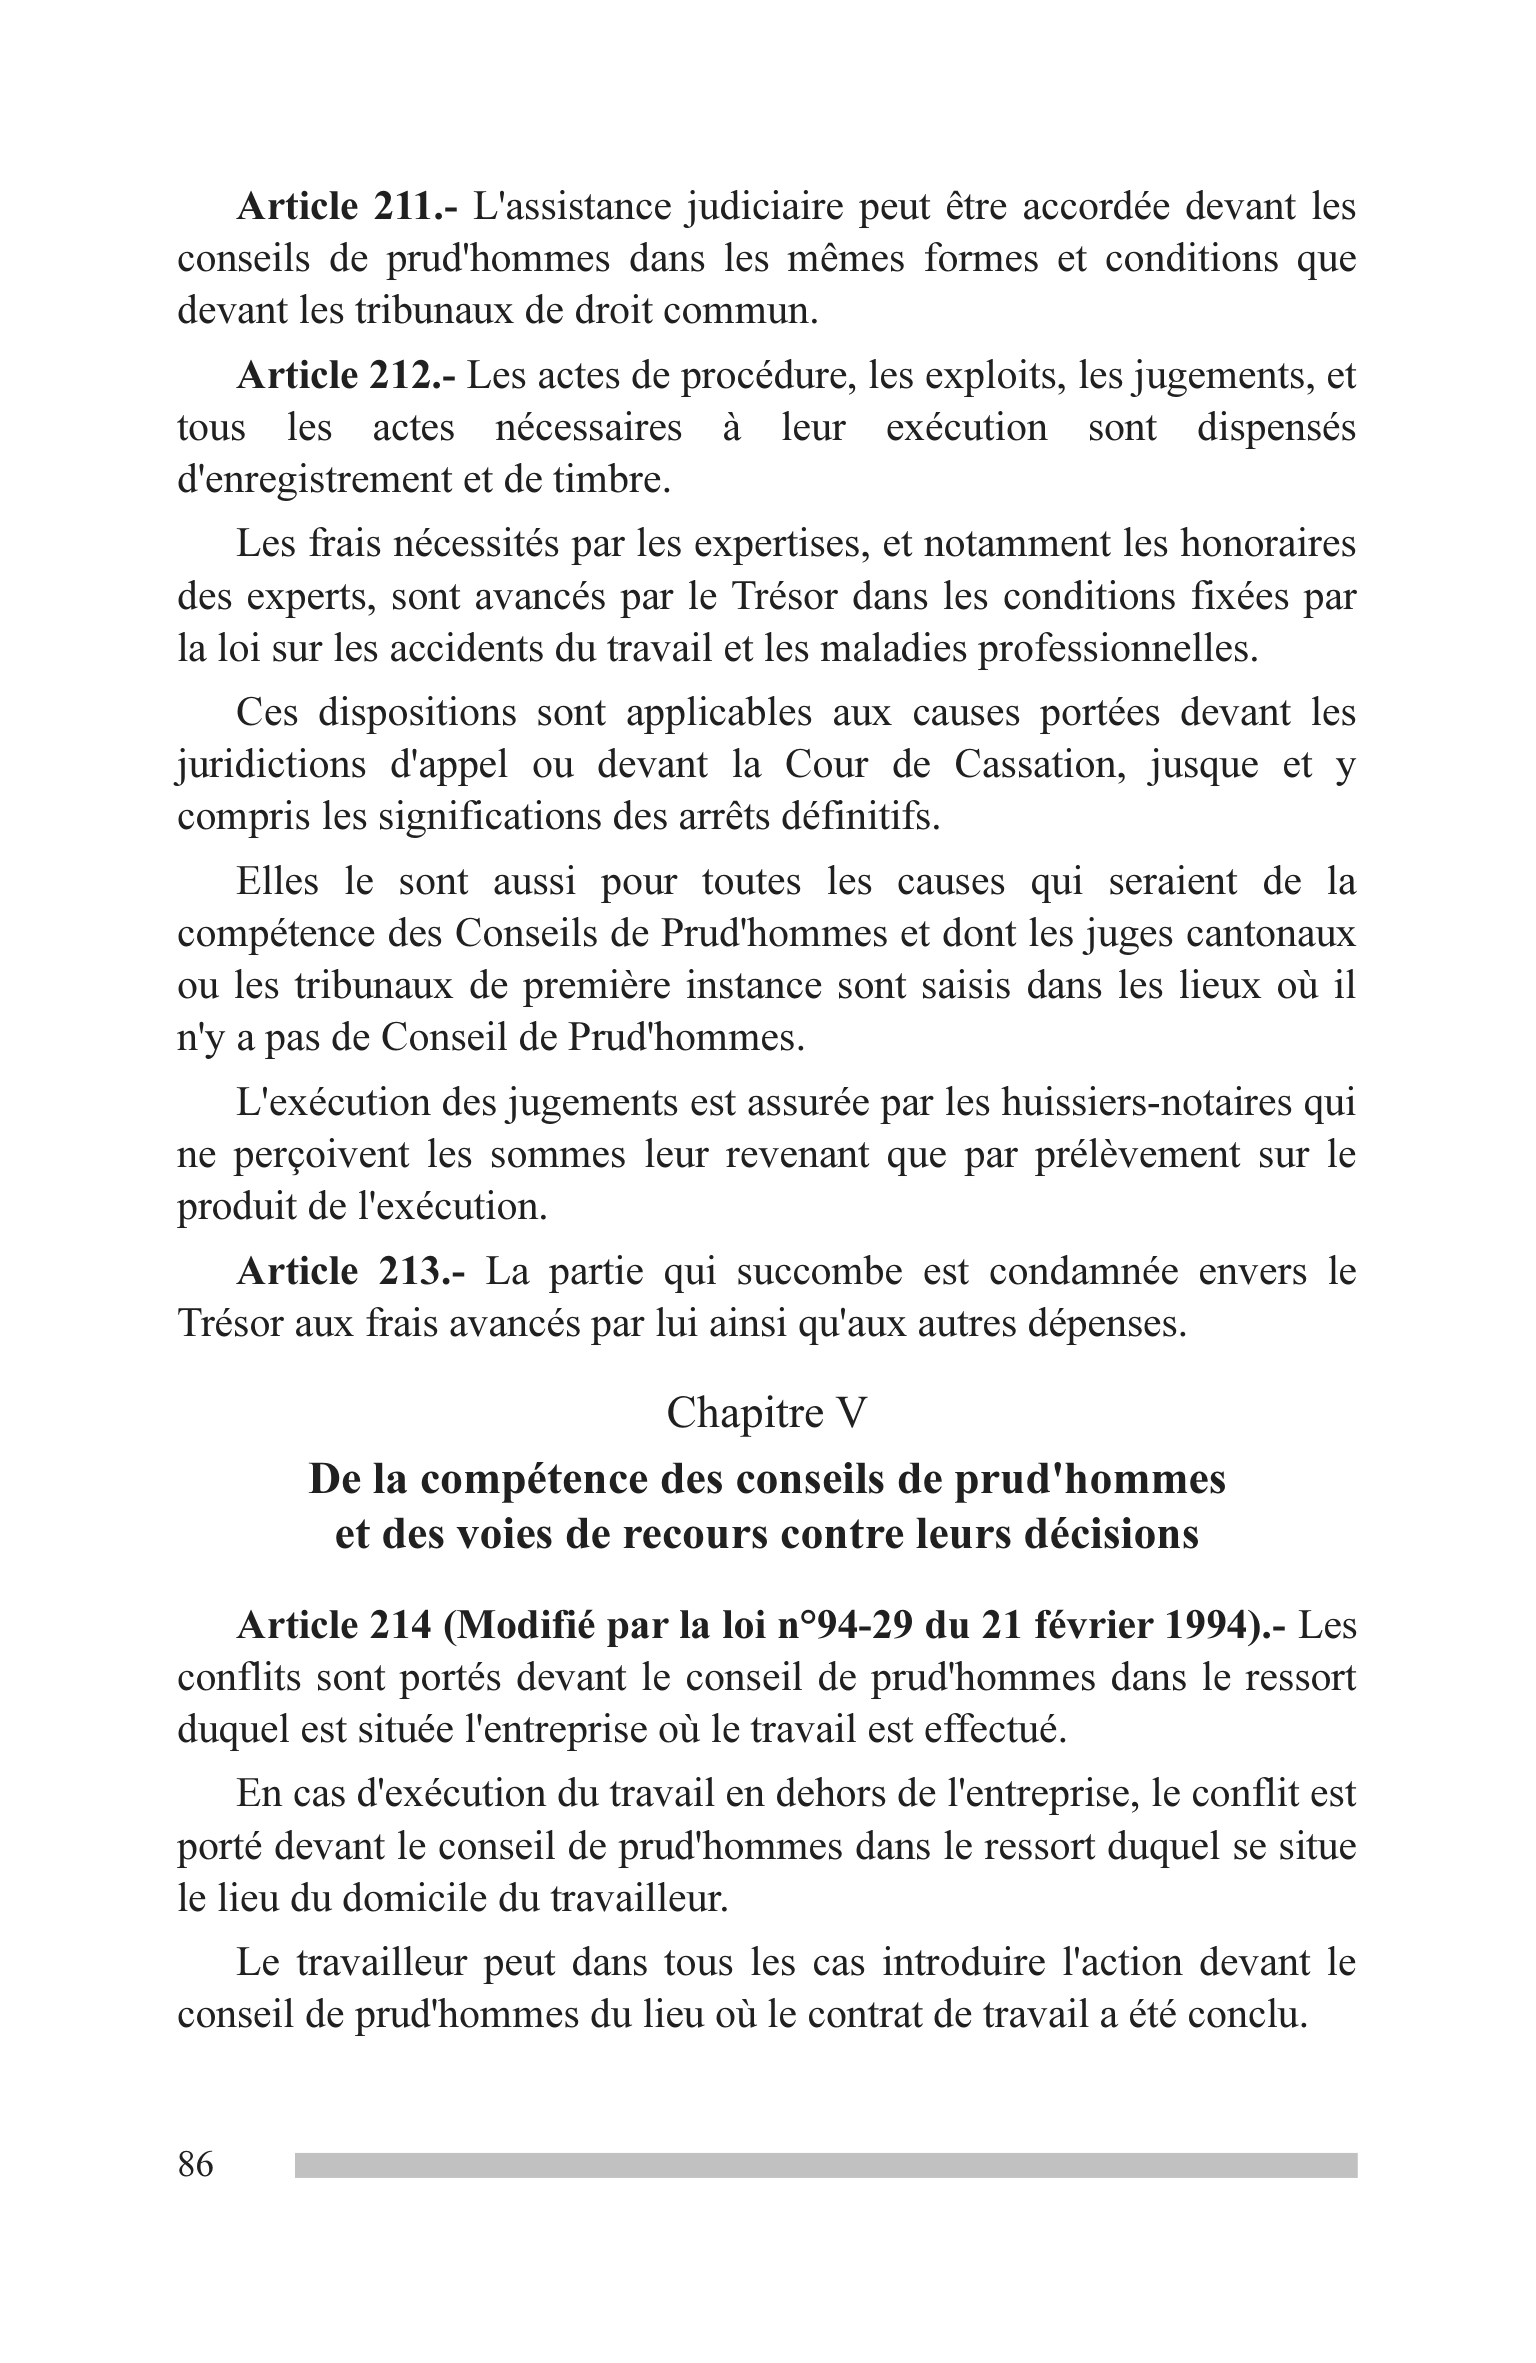 Article 211.- L'assistance judiciaire peut être accordée devant les
conseils de prud'hommes dans les mêmes formes et conditions que
devant les tribunaux de droit commun.
Article 212.- Les actes de procédure, les exploits, les jugements, et
tous les actes nécessaires à leur exécution sont dispensés
d'enregistrement et de timbre.
Les frais nécessités par les expertises, et notamment les honoraires
des experts, sont avancés par le Trésor dans les conditions fixées par
la loi sur les accidents du travail et les maladies professionnelles.
Ces dispositions sont applicables aux causes portées devant les
juridictions d'appel ou devant la Cour de Cassation, jusque et y
compris les significations des arrêts définitifs.
Elles le sont aussi pour toutes les causes qui seraient de la
compétence des Conseils de Prud'hommes et dont les juges cantonaux
ou les tribunaux de première instance sont saisis dans les lieux où il
n'y a pas de Conseil de Prud'hommes.
L'exécution des jugements est assurée par les huissiers-notaires qui
ne perçoivent les sommes leur revenant que par prélèvement sur le
produit de l'exécution.
Article 213.- La partie qui succombe est condamnée envers le
Trésor aux frais avancés par lui ainsi qu'aux autres dépenses.
Chapitre V
De la compétence des conseils de prud'hommes
et des voies de recours contre leurs décisions
Article 214 (Modifié par la loi n°94-29 du 21 février 1994).- Les
conflits sont portés devant le conseil de prud'hommes dans le ressort
duquel est située l'entreprise où le travail est effectué.
En cas d'exécution du travail en dehors de l'entreprise, le conflit est
porté devant le conseil de prud'hommes dans le ressort duquel se situe
le lieu du domicile du travailleur.
Le travailleur peut dans tous les cas introduire l'action devant le
conseil de prud'hommes du lieu où le contrat de travail a été conclu.
86